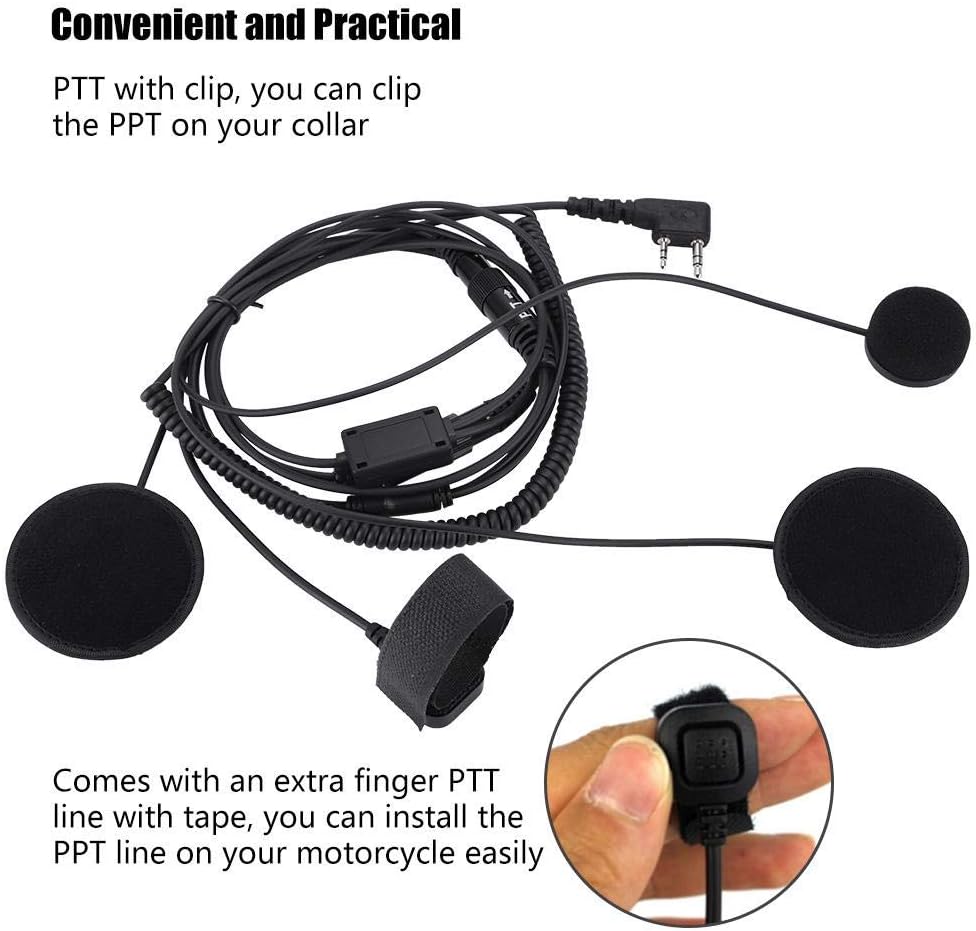 Convenient and Practical
PTT with clip, you can clip
the PPT on your collar
Comes with an extra finger PTT
line with tape, you can install the
PPT line on your motorcycle easily